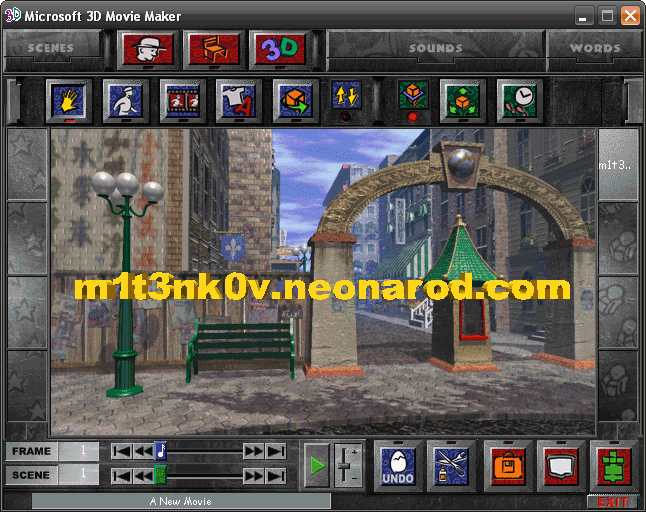 Microsoft 3D Movie Maker
SCENES
3D
SOUNDS
WORDS
A
m1t3..
m1t3nk0v.neonarod.com
FRAME 1
SCENE 1
+
-
UNDO
A New Movie
EXIT